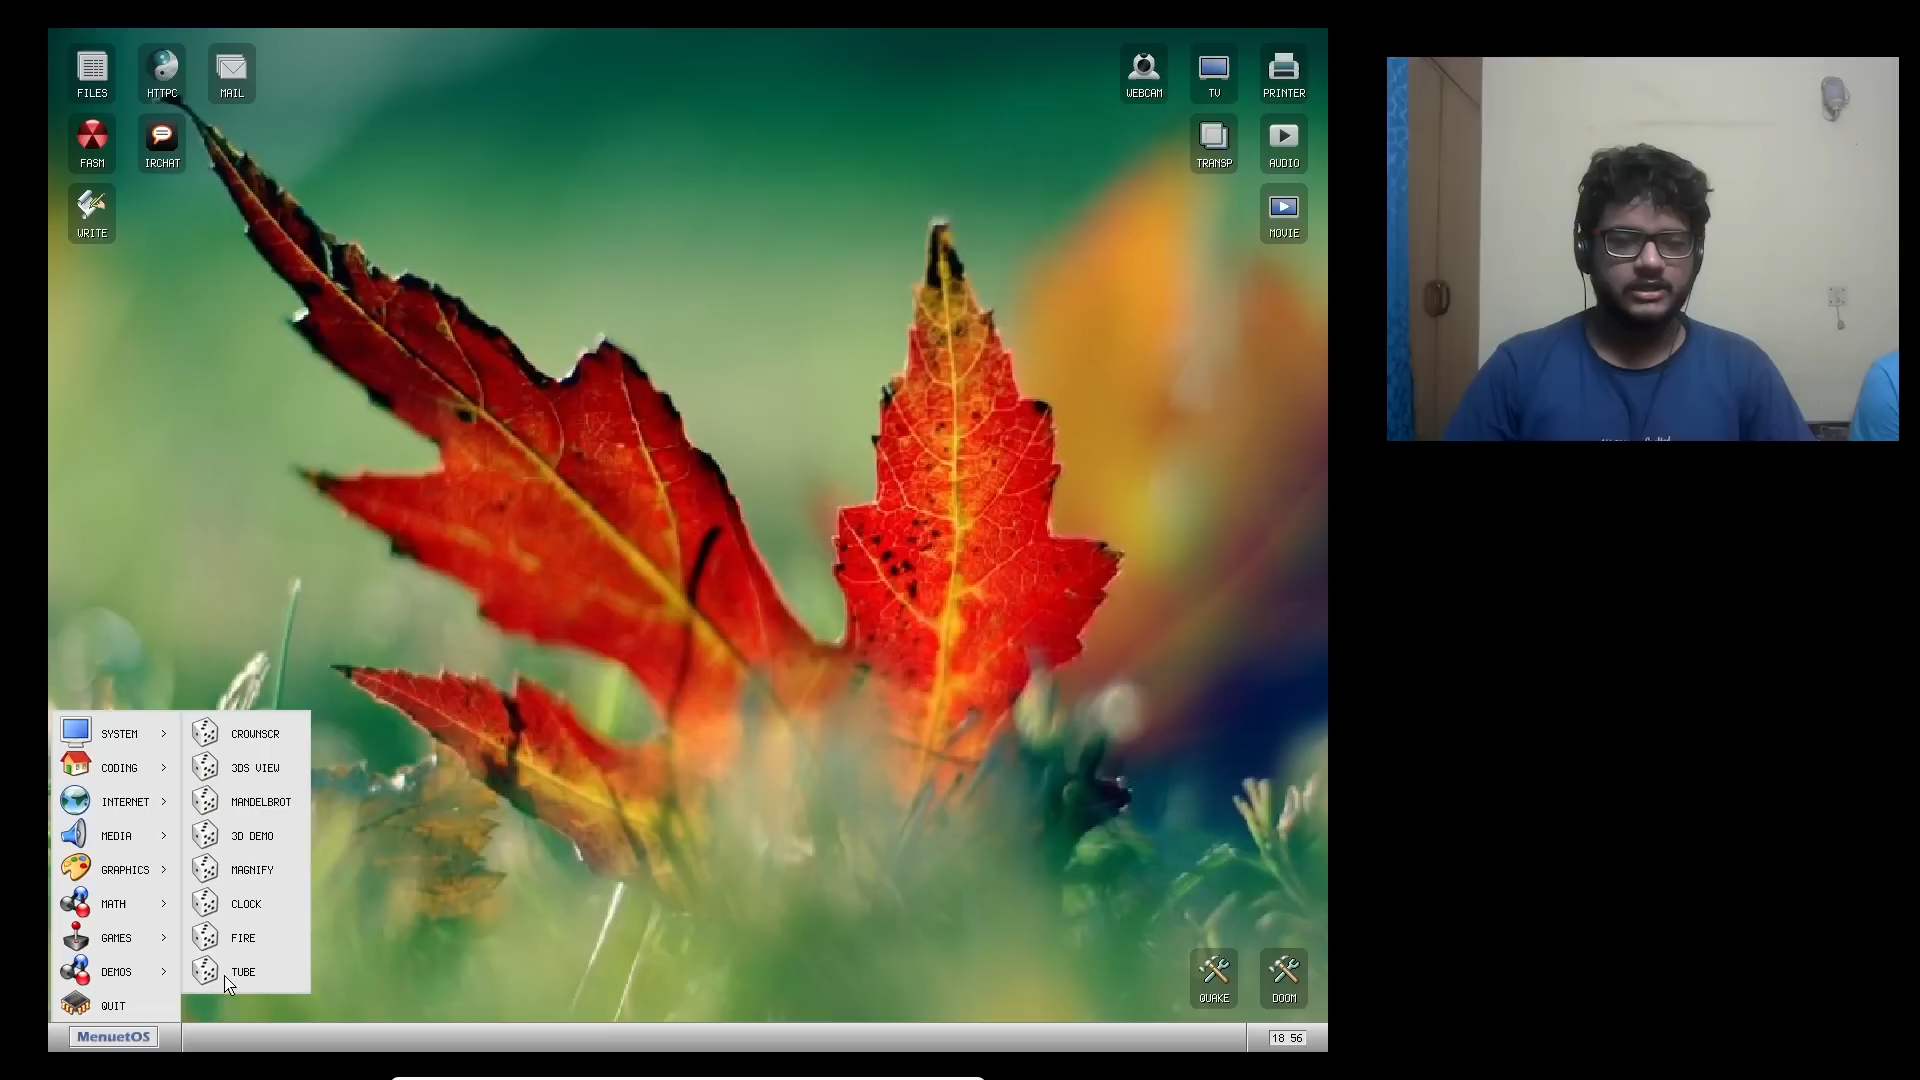 FILES
HTTPC
MAIL
FASM
IRCHAT
WRITE
WEBCAM
TV
PRINTER
TRANSP
AUDIO
MOVIE
SYSTEM >
CODING >
INTERNET >
MEDIA >
GRAPHICS >
MATH >
GAMES >
DEMOS >
QUIT
CROWNSCR
3DS VIEW
MANDELBROT
3D DEMO
MAGNIFY
CLOCK
FIRE
TUBE
QUAKE
DOOM
MenuetOS
18 56